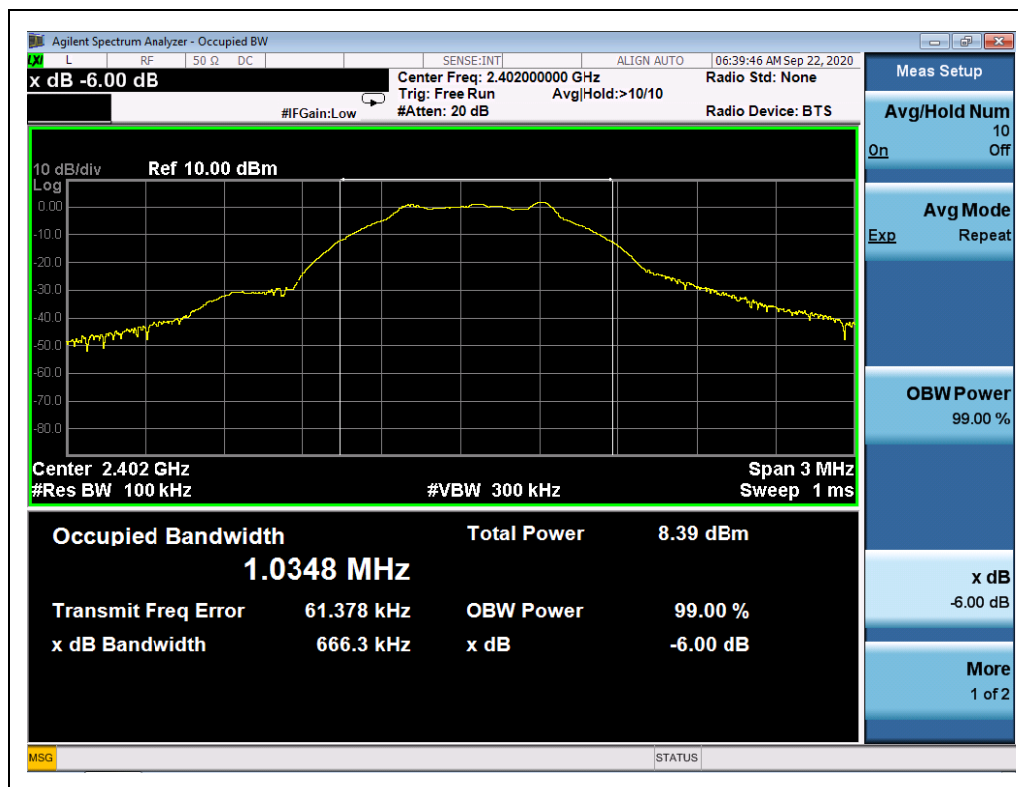 Agilent Spectrum Analyzer - Occupied BW
LXI L RF 50 Ω DC SENSE:INT ALIGN AUTO 06:39:46 AM Sep 22, 2020
x dB -6.00 dB
Center Freq: 2.402000000 GHz Radio Std: None
Trig: Free Run Avg|Hold:>10/10
#IFGain:Low #Atten: 20 dB Radio Device: BTS
10 dB/div Ref 10.00 dBm
Log
0.00
-10.0
-20.0
-30.0
-40.0
-50.0
-60.0
-70.0
-80.0
Center 2.402 GHz Span 3 MHz
#Res BW 100 kHz #VBW 300 kHz Sweep 1 ms
Occupied Bandwidth Total Power 8.39 dBm
1.0348 MHz
Transmit Freq Error 61.378 kHz OBW Power 99.00 %
x dB Bandwidth 666.3 kHz x dB -6.00 dB
Meas Setup
Avg/Hold Num
10
On Off
Avg Mode
Exp Repeat
OBW Power
99.00 %
x dB
-6.00 dB
More
1 of 2
MSG STATUS